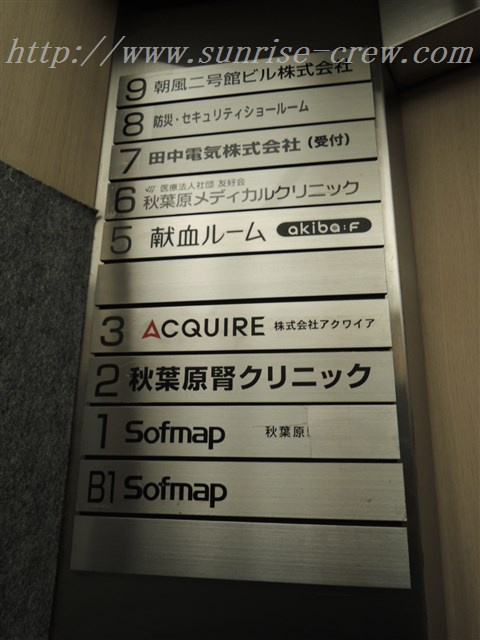 http://www.sunrise-crew.com/
9 朝風二号館ビル株式会社
8 防災・セキュリティショールーム
7 田中電気株式会社(受付)
医療法人社団 友好会
6 秋葉原メディカルクリニック
5 献血ルーム akiba:F
3 ACQUIRE 株式会社アクワイア
2 秋葉原腎クリニック
1 Sofmap 秋葉原
B1 Sofmap